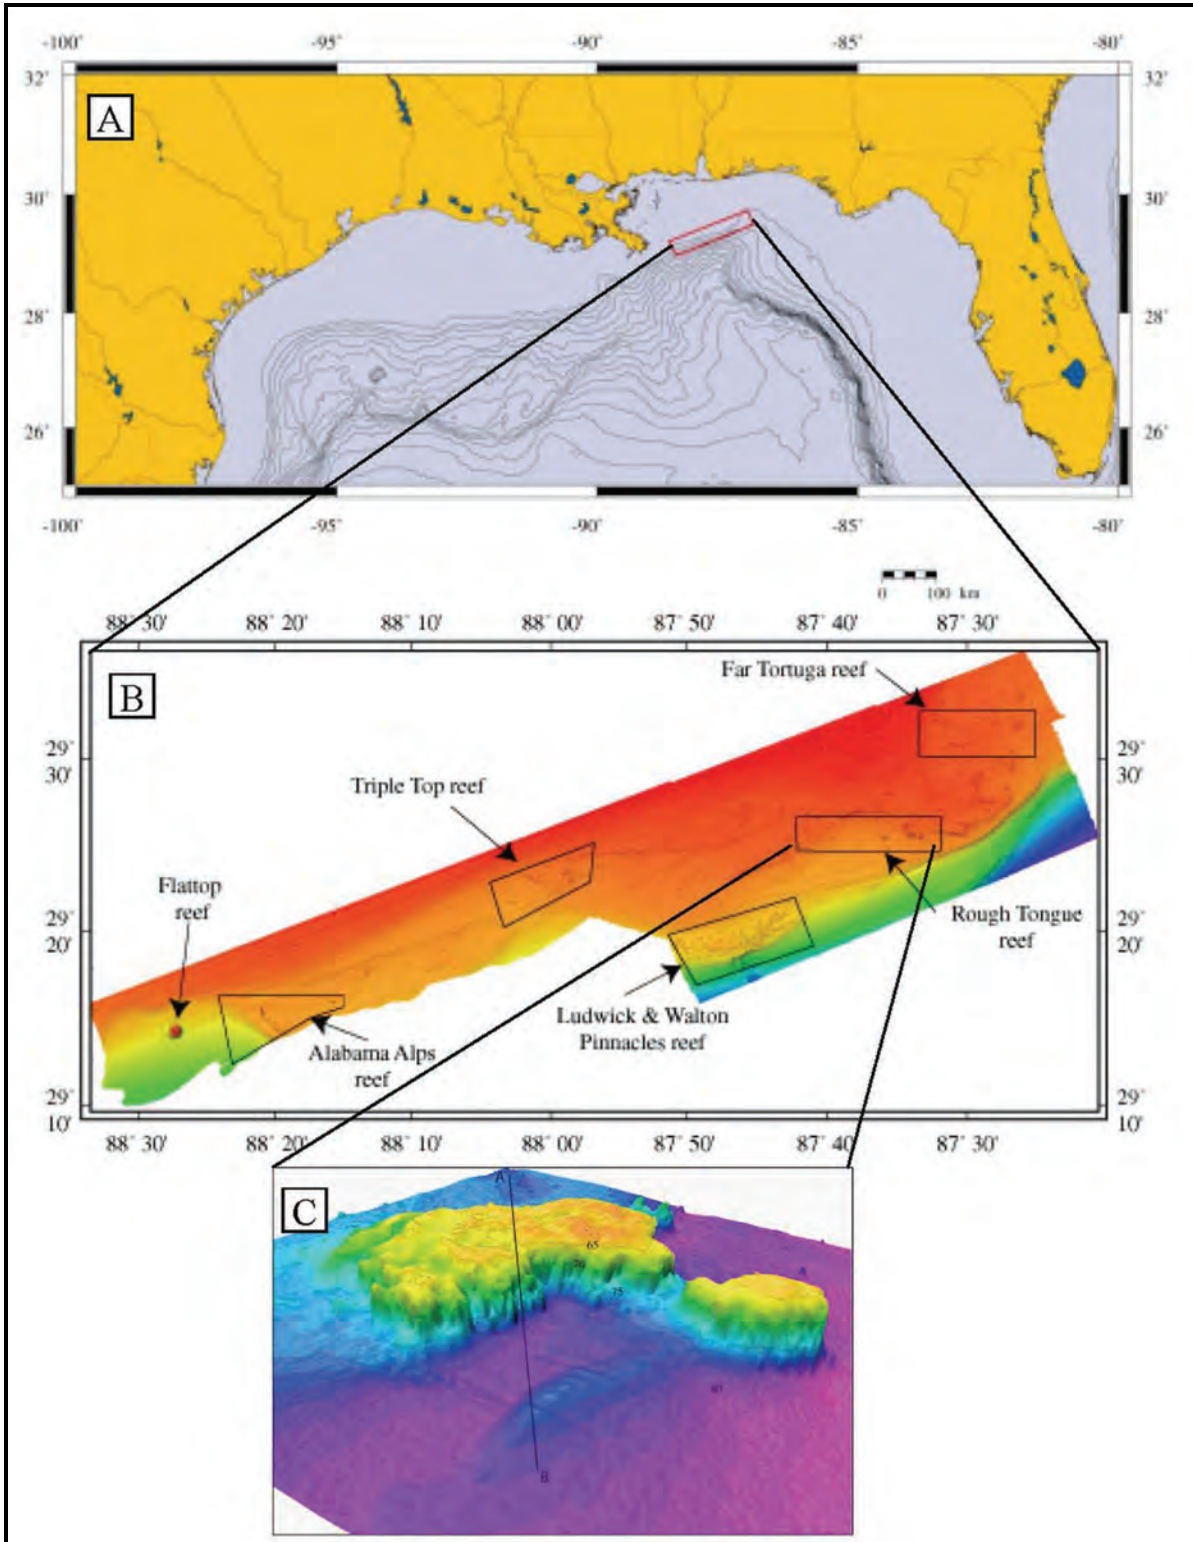 -100° -95° -90° -85° -80°
32° 32°
A
30° 30°
28° 28°
26° 26°
-100° -95° -90° -85° -80°
0 100 km
88° 30' 88° 20' 88° 10' 88° 00' 87° 50' 87° 40' 87° 30'
B
Far Tortuga reef
29° 30' 29° 30'
Triple Top reef
Flattop
reef
Rough Tongue
reef
29° 20' 29° 20'
Ludwick & Walton
Pinnacles reef
Alabama Alps
reef
29° 10' 29° 10'
88° 30' 88° 20' 88° 10' 88° 00' 87° 50' 87° 40' 87° 30'
C
A
65
70
75
A
80
B